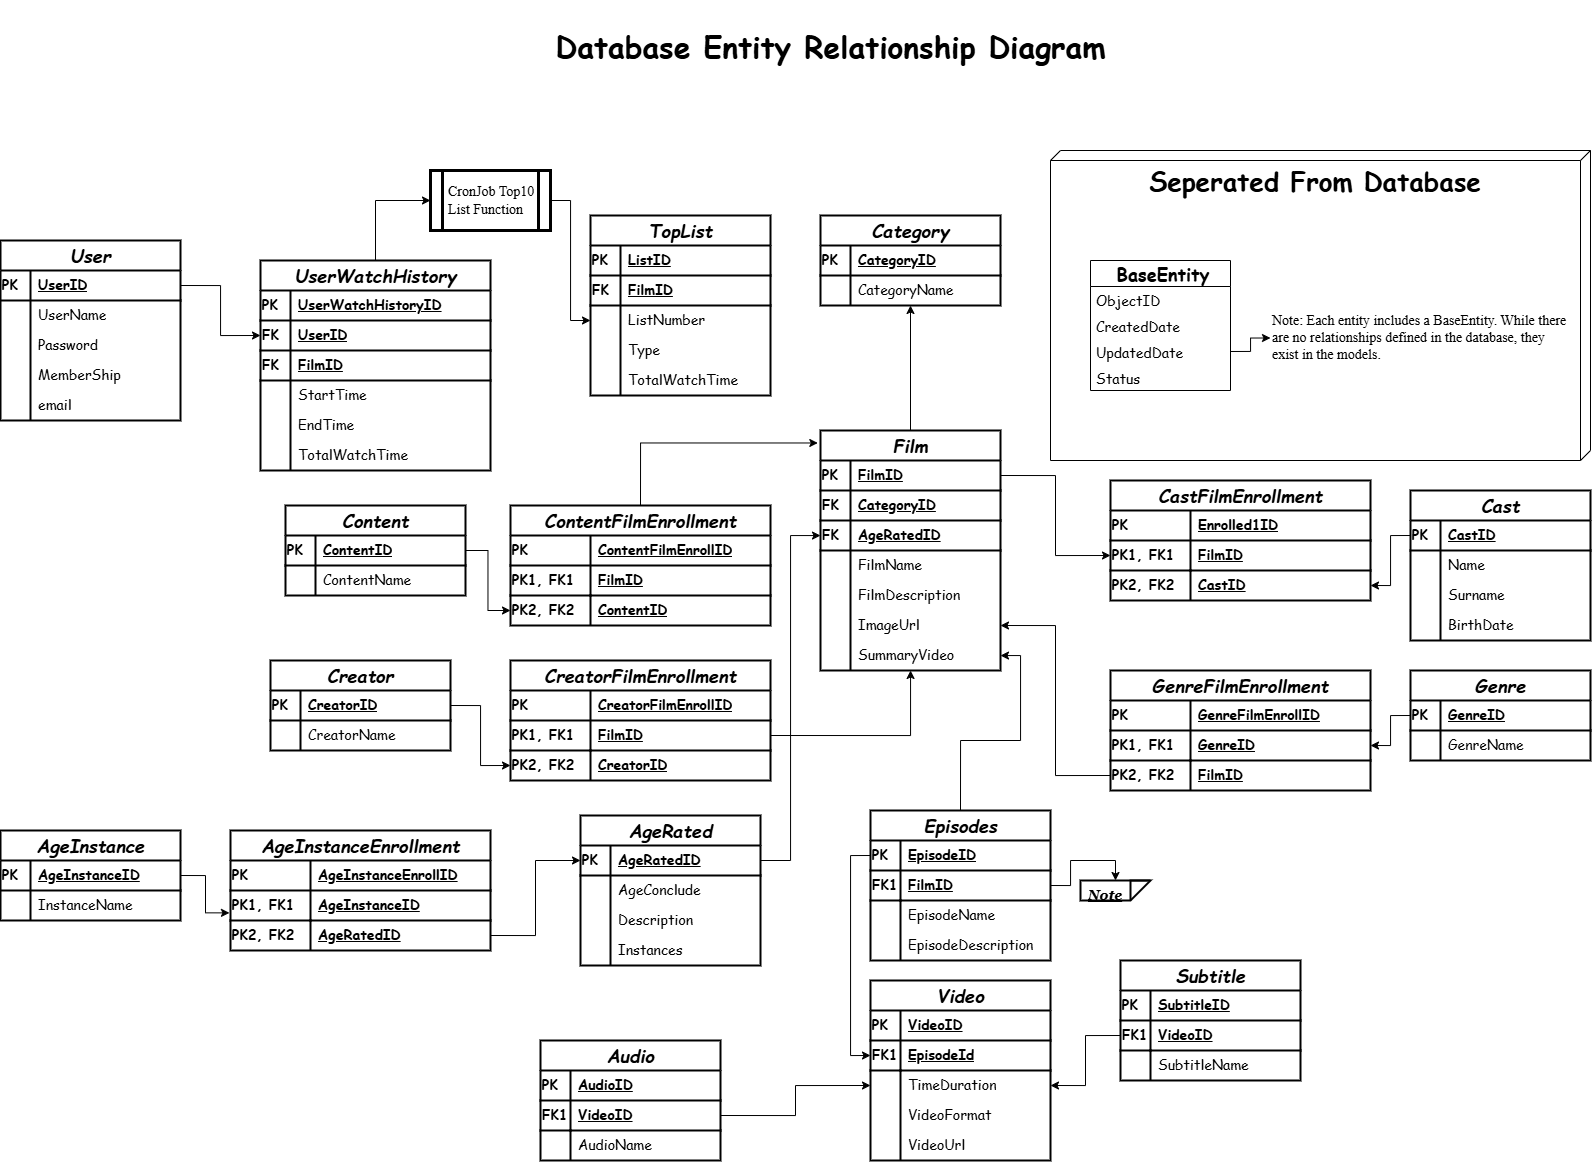 Database Entity Relationship Diagram
CronJob Top10
List Function
Seperated From Database
BaseEntity
ObjectID
CreatedDate
UpdatedDate
Status
Note: Each entity includes a BaseEntity. While there
are no relationships defined in the database, they
exist in the models.
User
PK UserID
UserName
Password
MemberShip
email
UserWatchHistory
PK UserWatchHistoryID
FK UserID
FK FilmID
StartTime
EndTime
TotalWatchTime
TopList
PK ListID
FK FilmID
ListNumber
Type
TotalWatchTime
Category
PK CategoryID
CategoryName
Film
PK FilmID
FK CategoryID
FK AgeRatedID
FilmName
FilmDescription
ImageUrl
SummaryVideo
Content
PK ContentID
ContentName
ContentFilmEnrollment
PK ContentFilmEnrollID
PK1, FK1 FilmID
PK2, FK2 ContentID
CastFilmEnrollment
PK Enrolled1ID
PK1, FK1 FilmID
PK2, FK2 CastID
Cast
PK CastID
Name
Surname
BirthDate
Creator
PK CreatorID
CreatorName
CreatorFilmEnrollment
PK CreatorFilmEnrollID
PK1, FK1 FilmID
PK2, FK2 CreatorID
GenreFilmEnrollment
PK GenreFilmEnrollID
PK1, FK1 GenreID
PK2, FK2 FilmID
Genre
PK GenreID
GenreName
AgeInstance
PK AgeInstanceID
InstanceName
AgeInstanceEnrollment
PK AgeInstanceEnrollID
PK1, FK1 AgeInstanceID
PK2, FK2 AgeRatedID
AgeRated
PK AgeRatedID
AgeConclude
Description
Instances
Episodes
PK EpisodeID
FK1 FilmID
EpisodeName
EpisodeDescription
Note
Video
PK VideoID
FK1 EpisodeId
TimeDuration
VideoFormat
VideoUrl
Subtitle
PK SubtitleID
FK1 VideoID
SubtitleName
Audio
PK AudioID
FK1 VideoID
AudioName